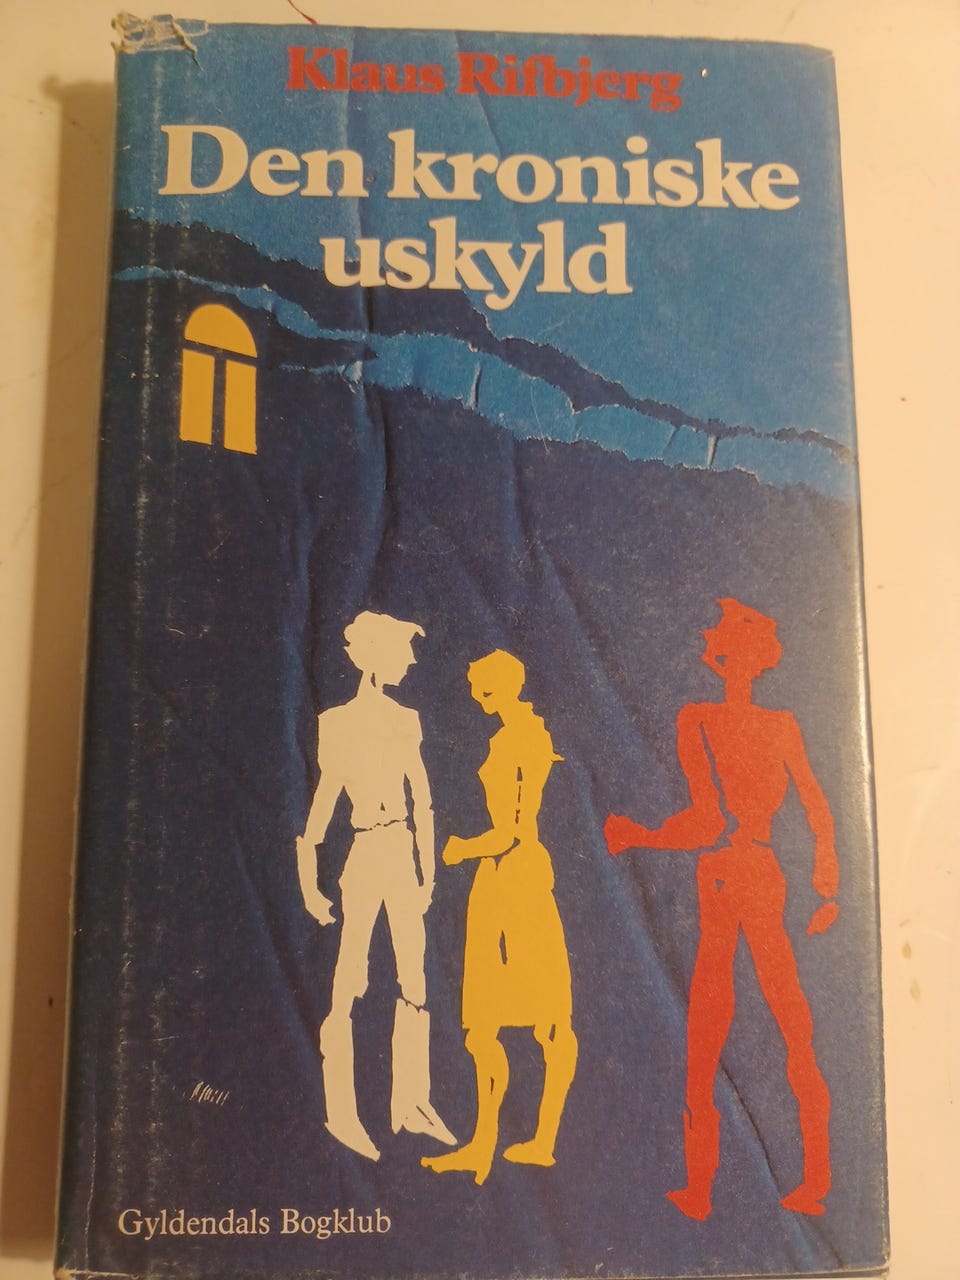 Klaus Rifbjerg
Den kroniske
uskyld
Gyldendals Bogklub